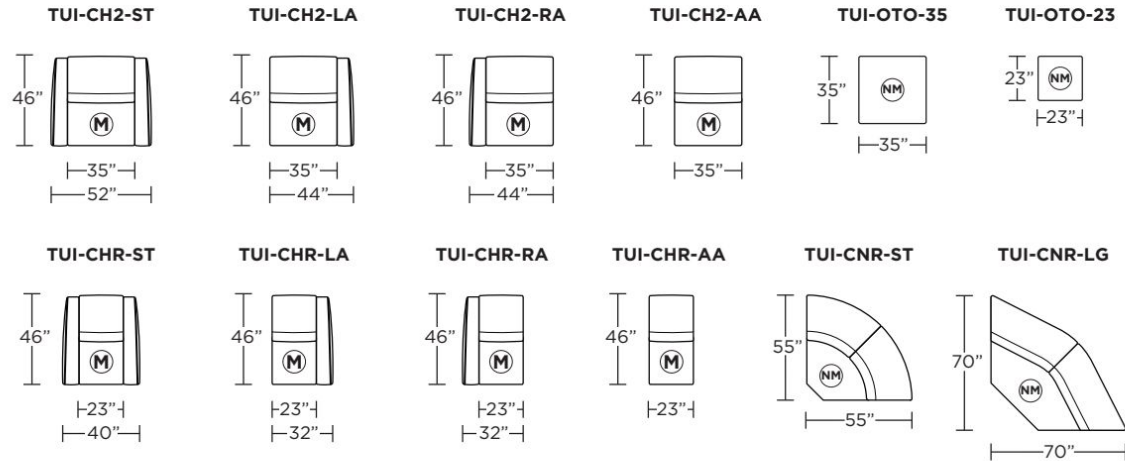 TUI-CH2-ST TUI-CH2-LA TUI-CH2-RA TUI-CH2-AA TUI-OTO-35 TUI-OTO-23
46” M 46” M 46” M 46” M 35” NM 23” NM
35” 35” 35” 35” 35” 23”
52” 44” 44”
TUI-CHR-ST TUI-CHR-LA TUI-CHR-RA TUI-CHR-AA TUI-CNR-ST TUI-CNR-LG
46” M 46” M 46” M 46” M 55” NM 70” NM
23” 23” 23” 23” 55” 70”
40” 32” 32”